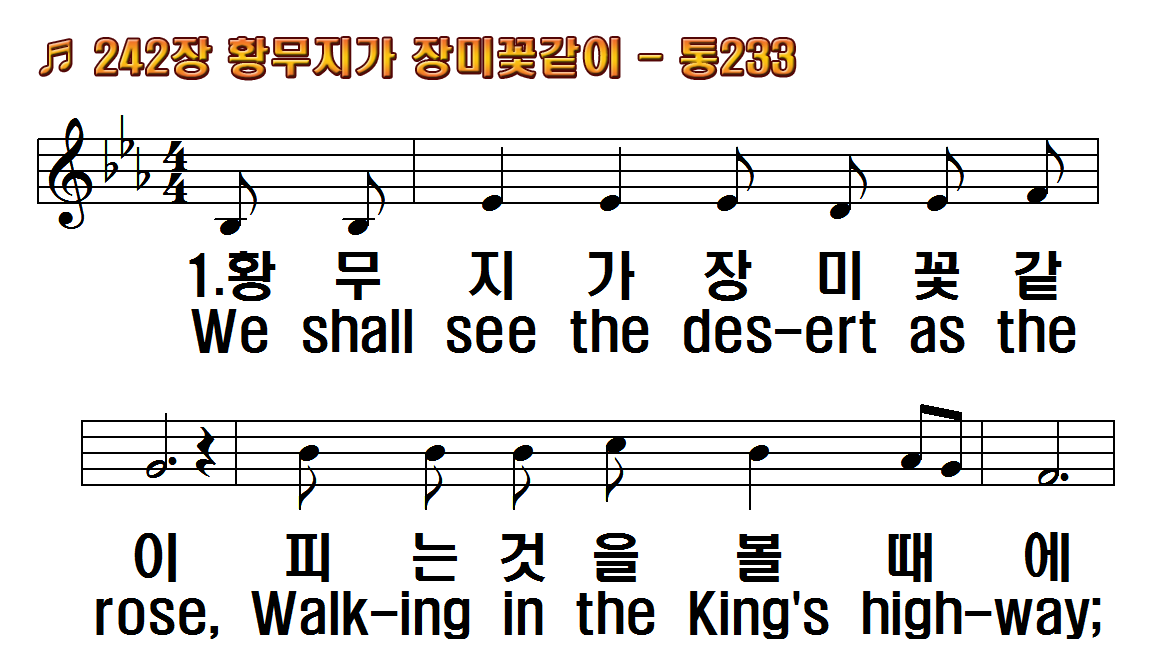 ♬ 242장 황무지가 장미꽃같이 - 통233
1.황 무 지 가 장 미 꽃 같
We shall see the des-ert as the
이 피 는 것 을 볼 때 에
rose, Walk-ing in the King's high-way;